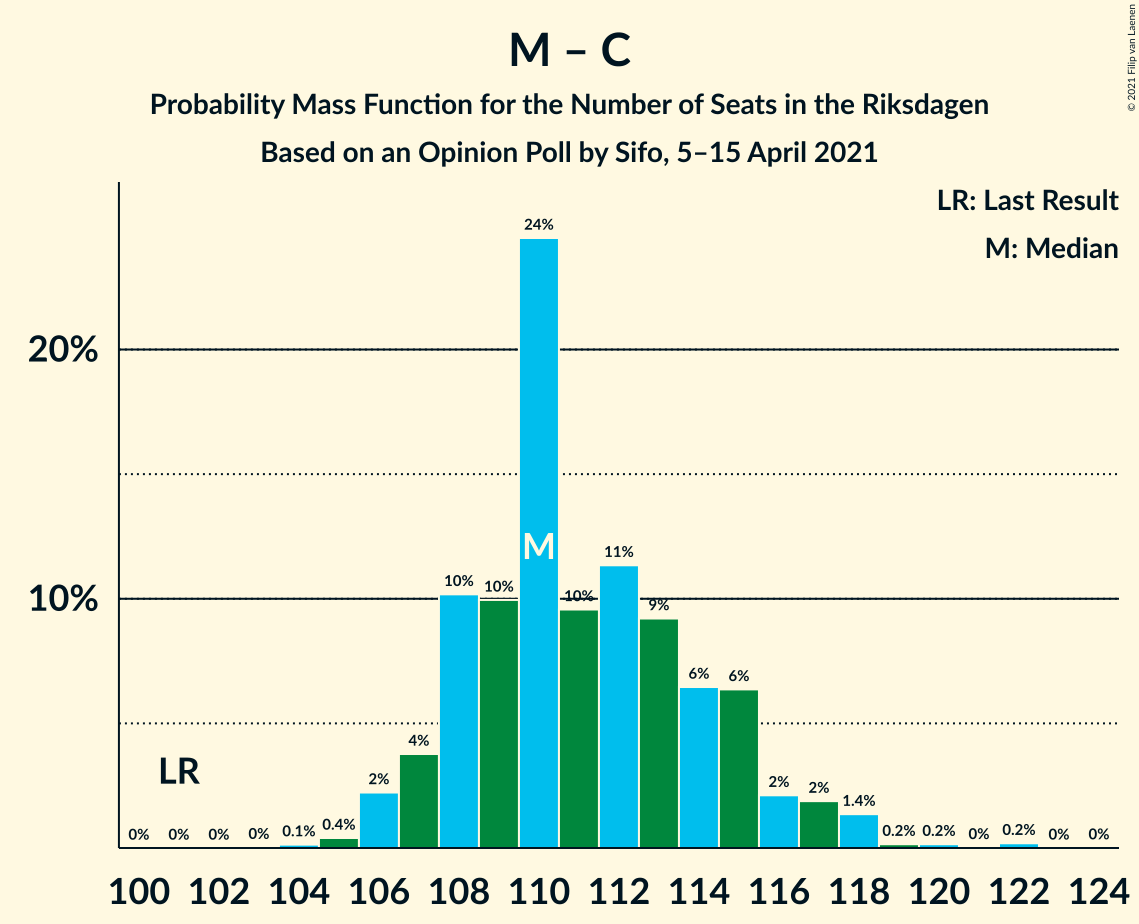 M – C
Probability Mass Function for the Number of Seats in the Riksdagen
Based on an Opinion Poll by Sifo, 5–15 April 2021
© 2021 Filip van Laenen
LR: Last Result
M: Median
20%
10%
LR
M
0% 0% 0% 0% 0.1% 0.4% 2% 4% 10% 10% 24% 10% 11% 9% 6% 6% 2% 2% 1.4% 0.2% 0.2% 0% 0.2% 0% 0%
100 102 104 106 108 110 112 114 116 118 120 122 124